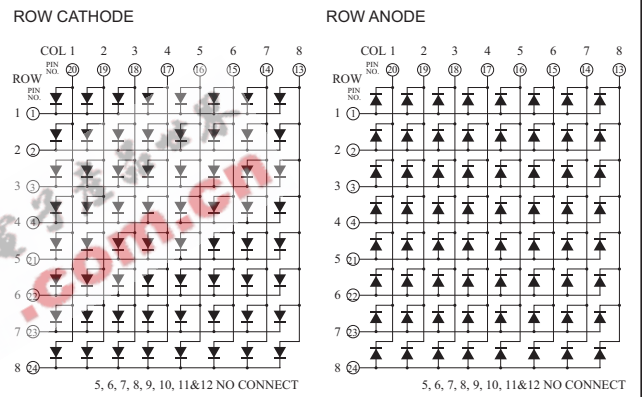 ROW CATHODE
COL 1 2 3 4 5 6 7 8
PIN NO. 20 19 18 17 16 15 14 13
ROW
PIN NO.
1 1
2 2
3 3
4 4
5 21
6 22
7 23
8 24
5, 6, 7, 8, 9, 10, 11&12 NO CONNECT
.com.cn
ROW ANODE
COL 1 2 3 4 5 6 7 8
PIN NO. 20 19 18 17 16 15 14 13
ROW
PIN NO.
1 1
2 2
3 3
4 4
5 21
6 22
7 23
8 24
5, 6, 7, 8, 9, 10, 11&12 NO CONNECT